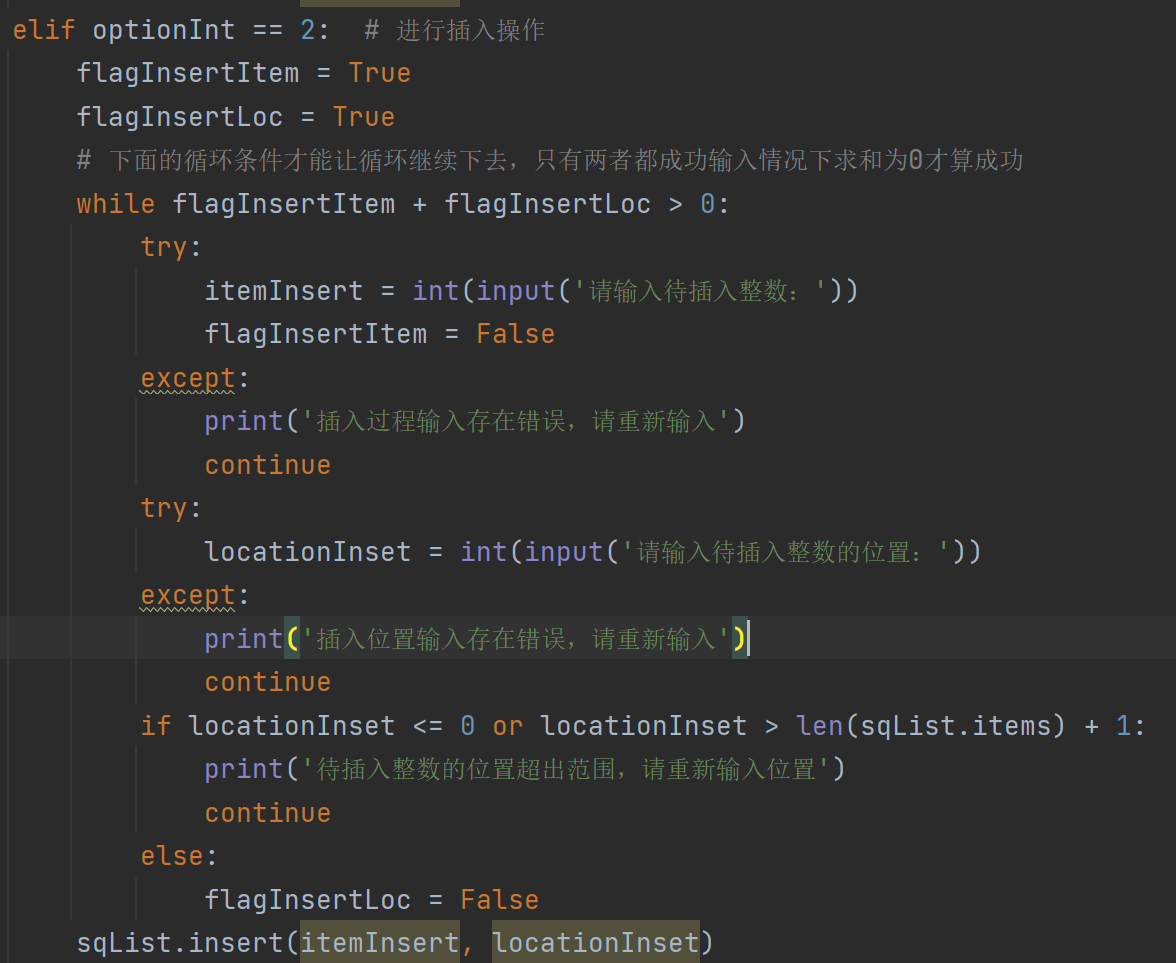 elif optionInt == 2:  # 进行插入操作
    flagInsertItem = True
    flagInsertLoc = True
    # 下面的循环条件才能让循环继续下去，只有两者都成功输入情况下求和为0才算成功
    while flagInsertItem + flagInsertLoc > 0:
        try:
            itemInsert = int(input('请输入待插入整数：'))
            flagInsertItem = False
        except:
            print('插入过程输入存在错误，请重新输入')
            continue
        try:
            locationInset = int(input('请输入待插入整数的位置：'))
        except:
            print('插入位置输入存在错误，请重新输入')
            continue
        if locationInset <= 0 or locationInset > len(sqList.items) + 1:
            print('待插入整数的位置超出范围，请重新输入位置')
            continue
        else:
            flagInsertLoc = False
    sqList.insert(itemInsert, locationInset)